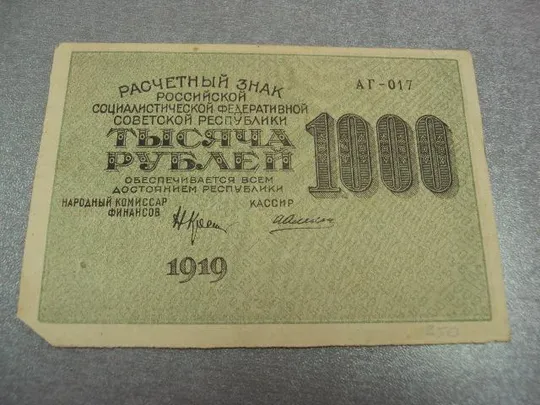 РАСЧЕТНЫЙ ЗНАК
АГ-017
РОССИЙСКОЙ
СОЦИАЛИСТИЧЕСКОЙ ФЕДЕРАТИВНОЙ
СОВЕТСКОЙ РЕСПУБЛИКИ
ТЫСЯЧА
РУБЛЕЙ
1000
ОБЕСПЕЧИВАЕТСЯ ВСЕМ
ДОСТОЯНИЕМ РЕСПУБЛИКИ
НАРОДНЫЙ КОМИССАР
ФИНАНСОВ
КАССИР
1919